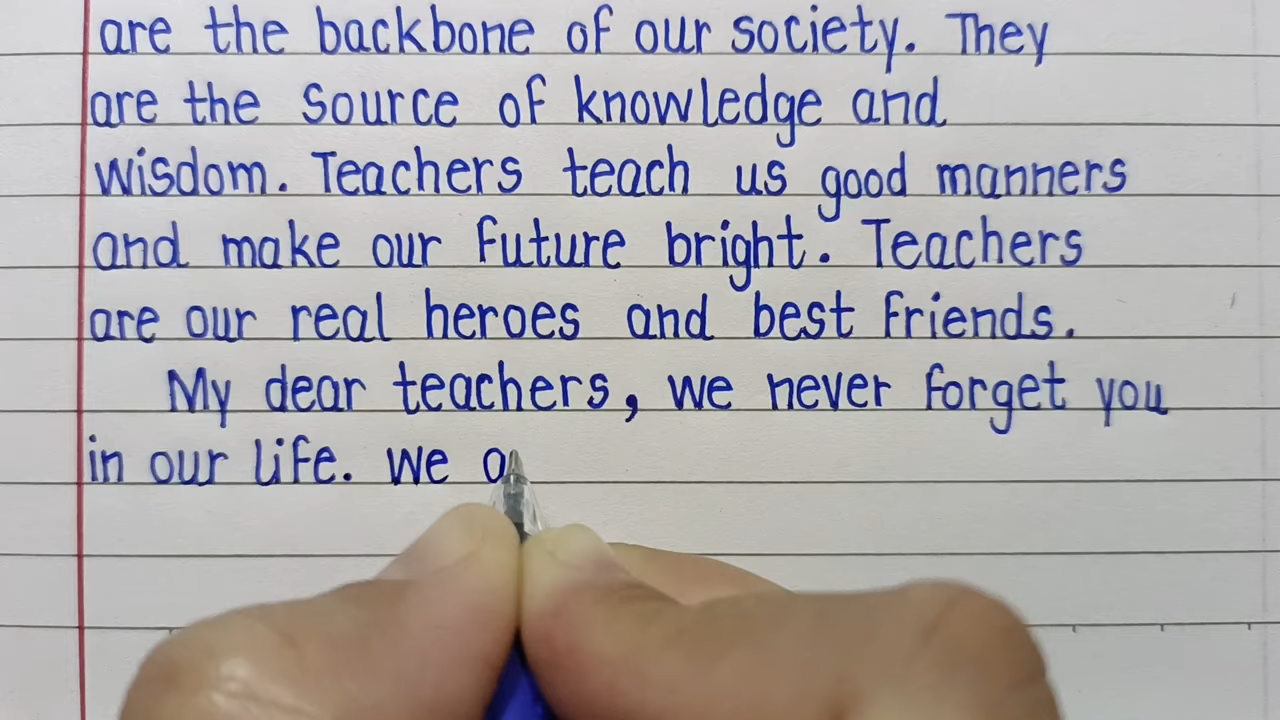 are the backbone of our society. They
are the source of knowledge and
wisdom. Teachers teach us good manners
and make our future bright. Teachers
are our real heroes and best friends.
My dear teachers, we never forget you
in our life. We